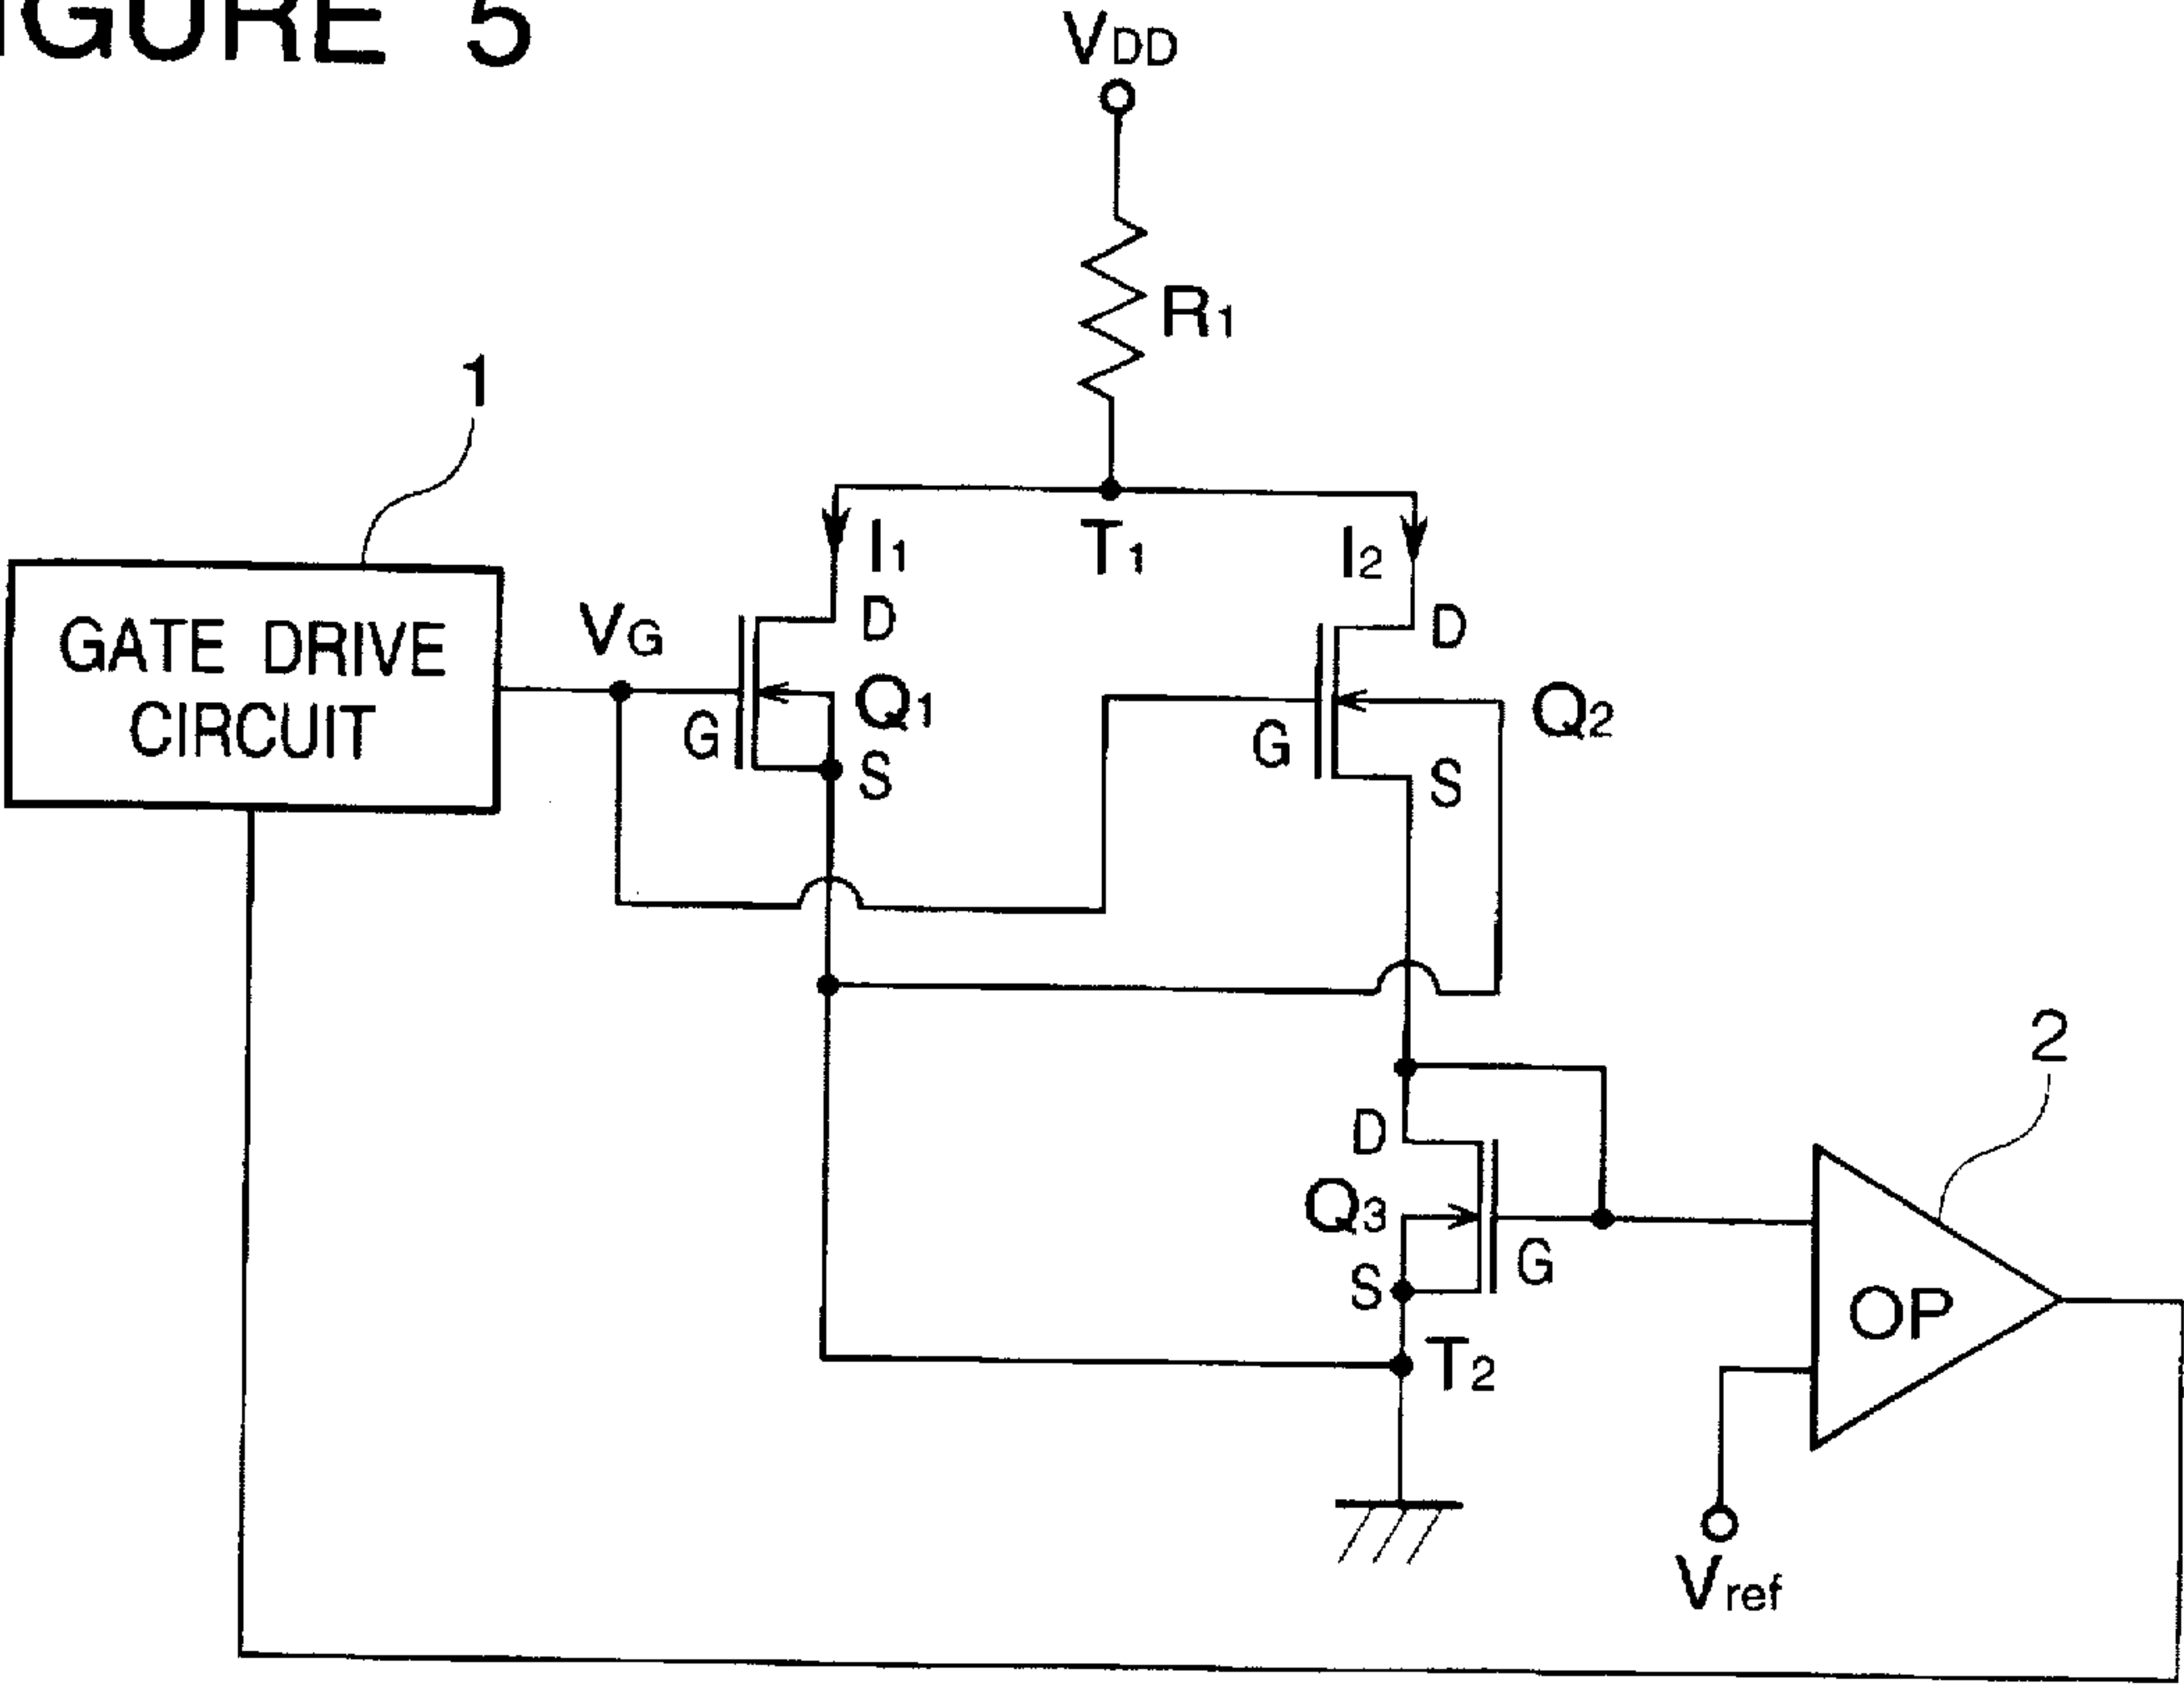 IGURE 5
VDD
R1
1
I1
T1
I2
D
D
VG
GATE DRIVE
CIRCUIT
G
Q1
S
G
Q2
S
2
D
Q3
G
S
OP
T2
Vref